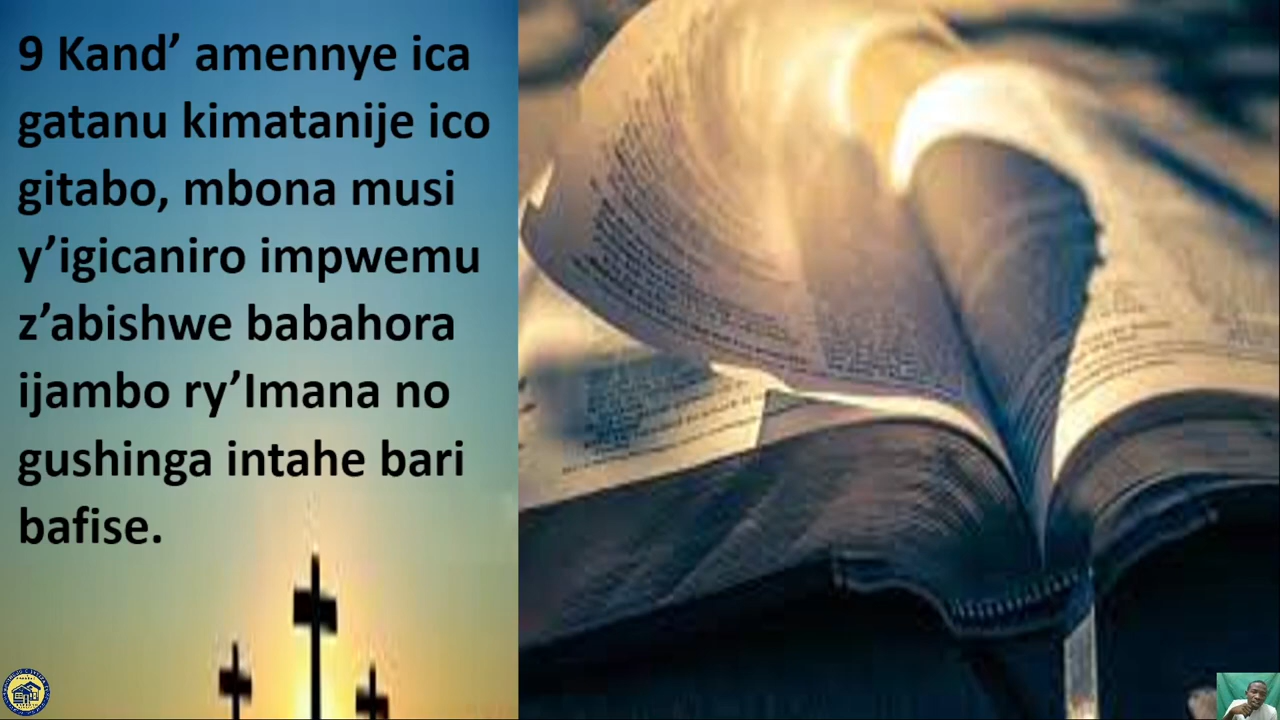 9 Kand’ amennye ica
gatanu kimatanije ico
gitabo, mbona musi
y’igicaniro impwemu
z’abishwe babahora
ijambo ry’Imana no
gushinga intahe bari
bafise.